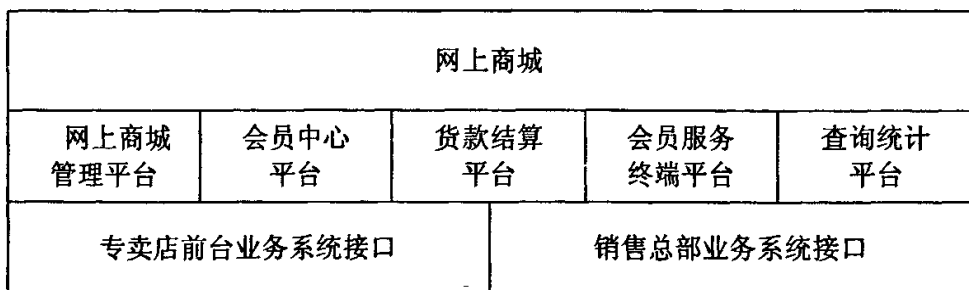 网上商城
网上商城 会员中心 货款结算 会员服务 查询统计
管理平台 平台 平台 终端平台 平台
专卖店前台业务系统接口 销售总部业务系统接口